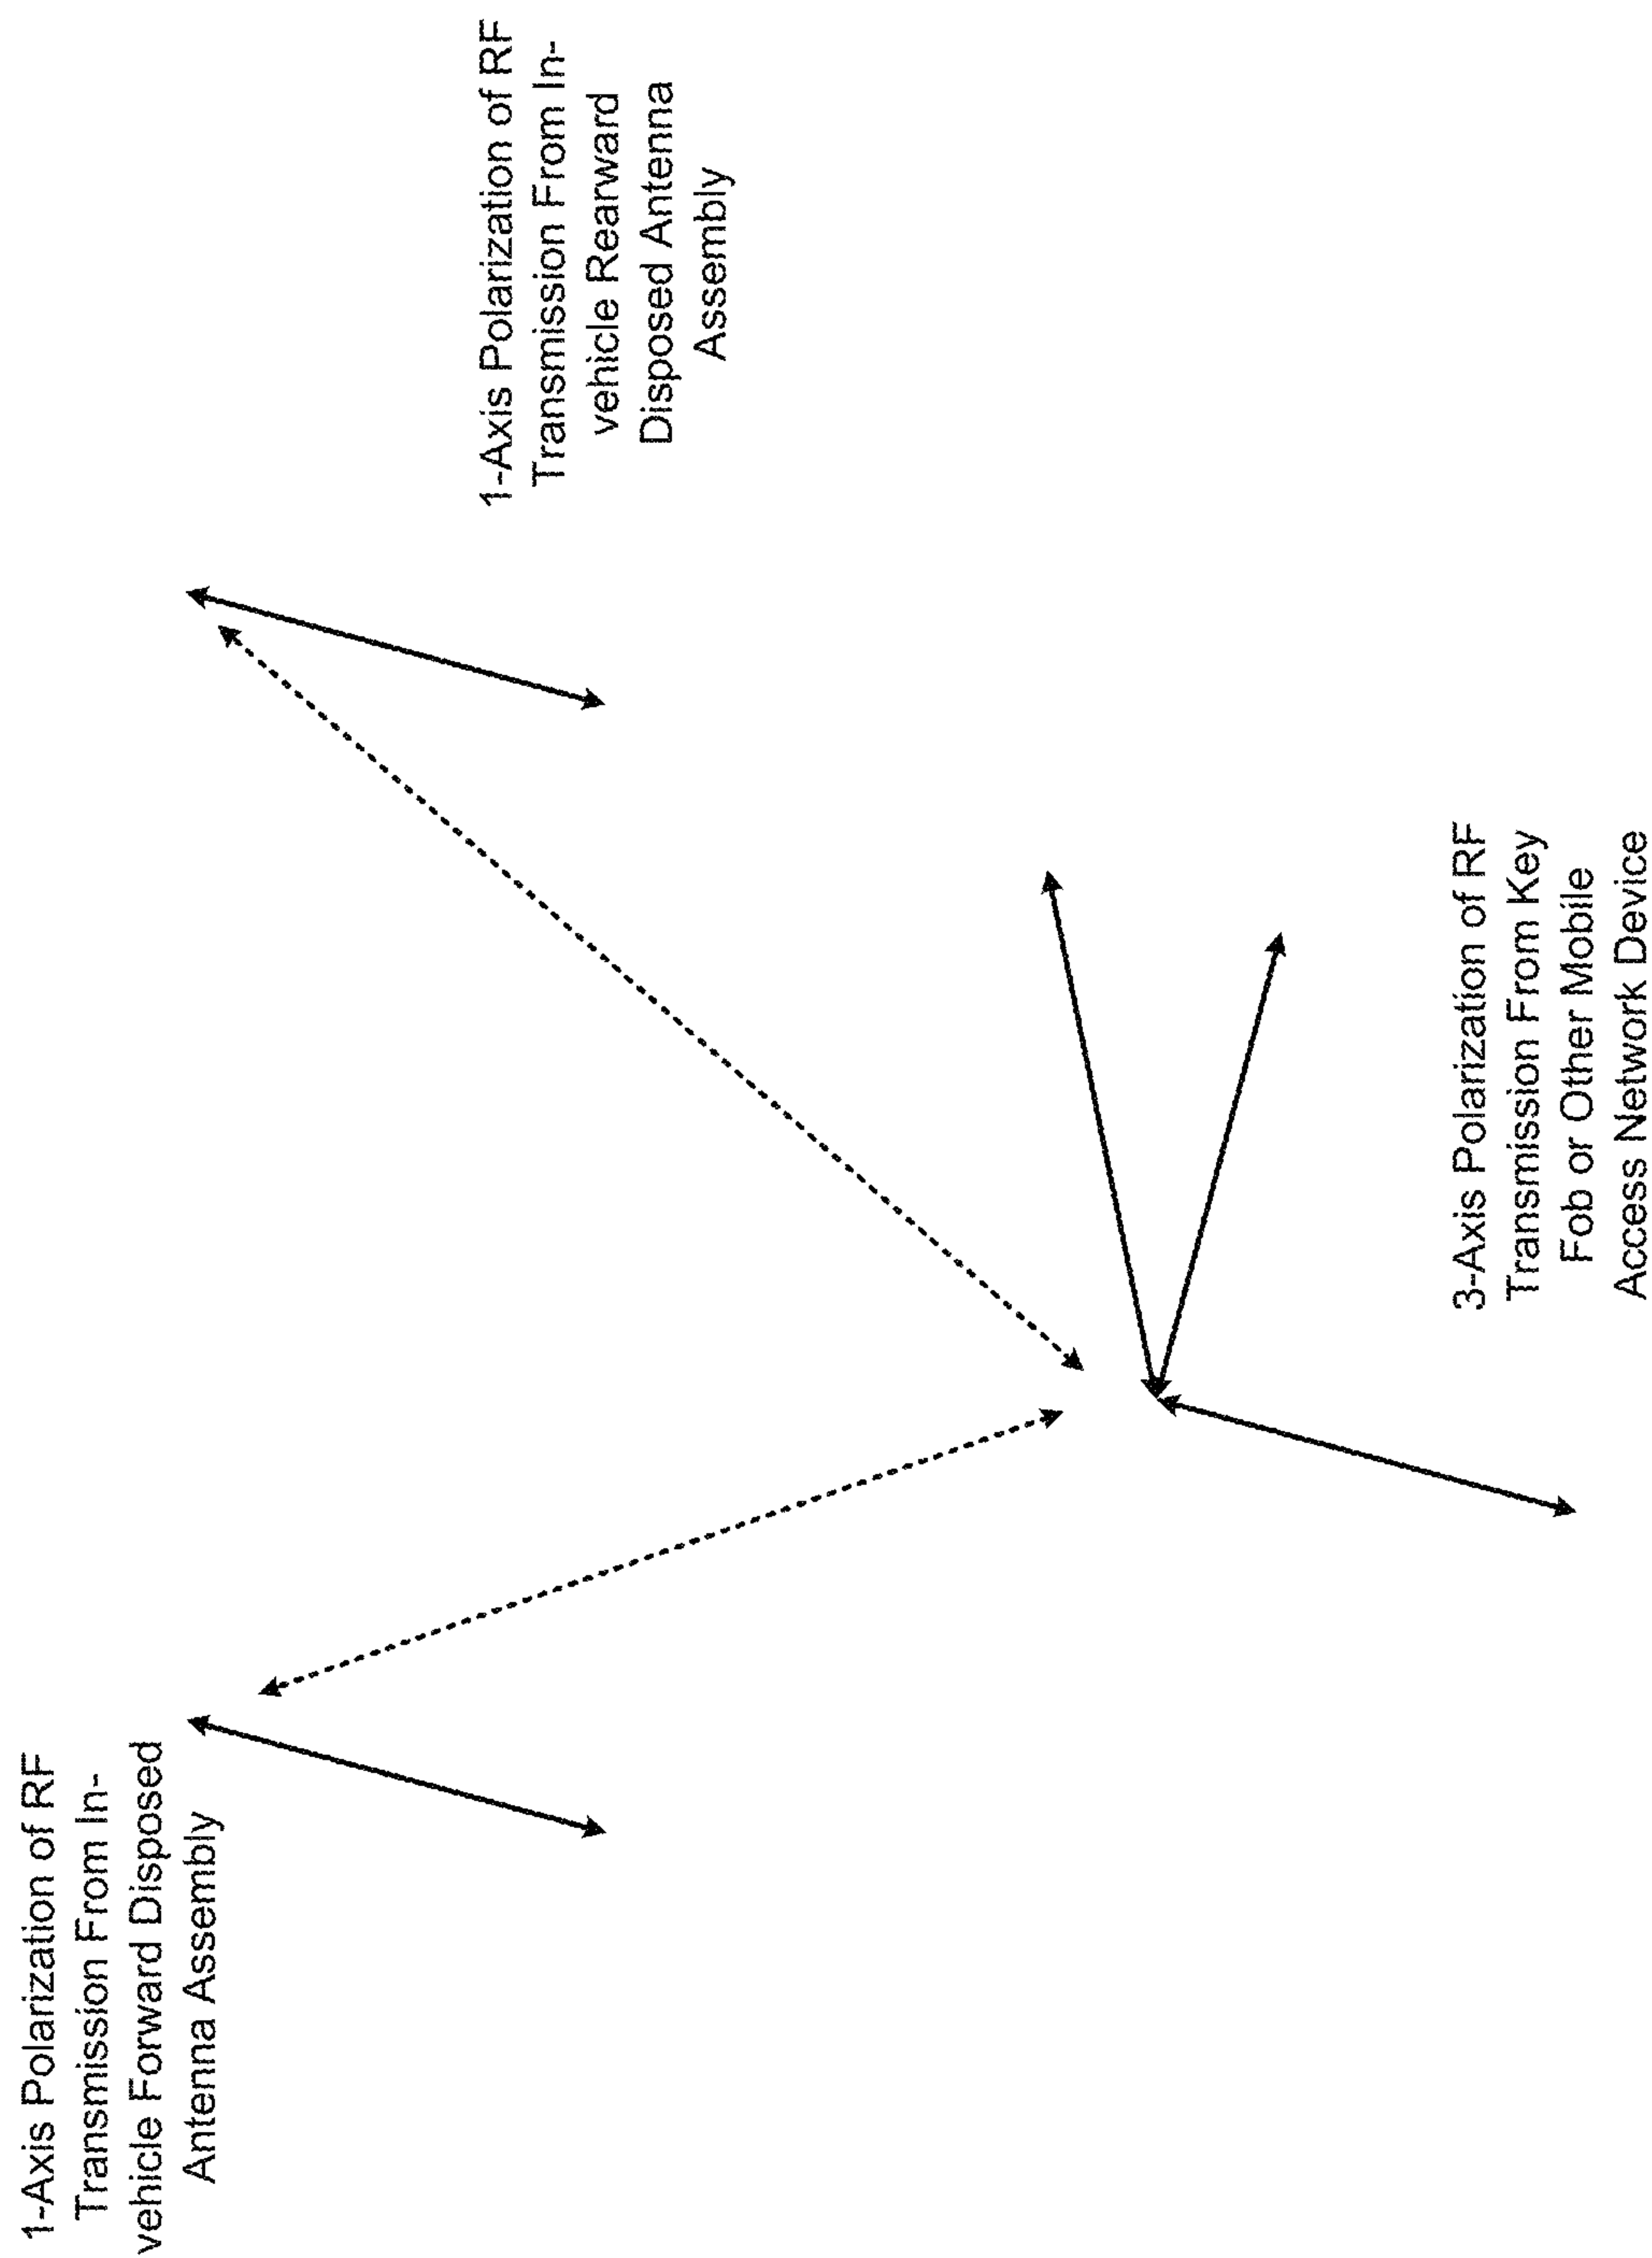 1-Axis Polarization of RF
Transmission From In-
vehicle Forward Disposed
Antenna Assembly
1-Axis Polarization of RF
Transmission From In-
vehicle Rearward
Disposed Antenna
Assembly
3-Axis Polarization of RF
Transmission From Key
Fob or Other Mobile
Access Network Device